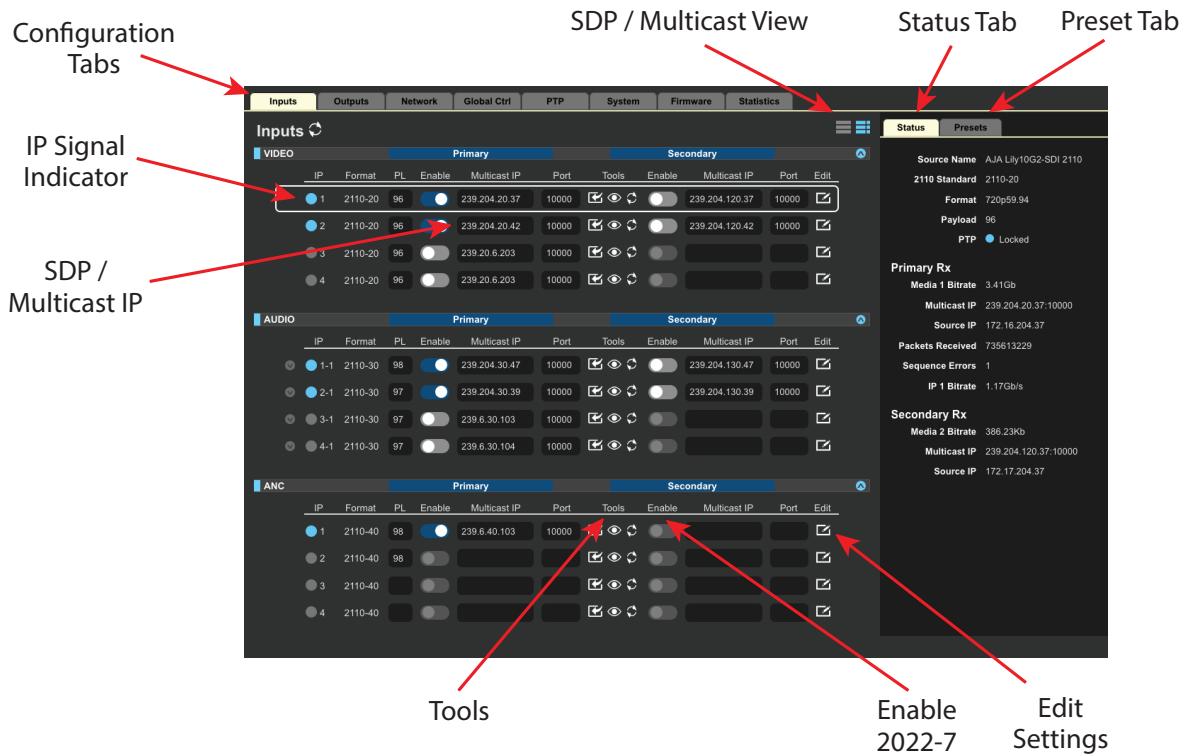 SDP / Multicast View
Status Tab
Preset Tab
Configuration
Tabs
Inputs Outputs Network Global Ctrl PTP System Firmware Statistics
Inputs
Status Presets
IP Signal
Indicator
SDP /
Multicast IP
VIDEO Primary Secondary
IP Format PL Enable Multicast IP Port Tools Enable Multicast IP Port Edit
1 2110-20 96 239.204.20.37 10000 239.204.120.37 10000
2 2110-20 96 239.204.20.42 10000 239.204.120.42 10000
3 2110-20 96 239.20.6.203 10000
4 2110-20 96 239.20.6.203 10000
AUDIO Primary Secondary
IP Format PL Enable Multicast IP Port Tools Enable Multicast IP Port Edit
1-1 2110-30 98 239.204.30.47 10000 239.204.130.47 10000
2-1 2110-30 97 239.204.30.39 10000 239.204.130.39 10000
3-1 2110-30 97 239.6.30.103 10000
4-1 2110-30 97 239.6.30.104 10000
ANC Primary Secondary
IP Format PL Enable Multicast IP Port Tools Enable Multicast IP Port Edit
1 2110-40 98 239.6.40.103 10000
2 2110-40 98
3 2110-40
4 2110-40
Source Name AJA Lily10G2-SDI 2110
2110 Standard 2110-20
Format 720p59.94
Payload 96
PTP Locked
Primary Rx
Media 1 Bitrate 3.41Gb
Multicast IP 239.204.20.37:10000
Source IP 172.16.204.37
Packets Received 735613229
Sequence Errors 1
IP 1 Bitrate 1.17Gb/s
Secondary Rx
Media 2 Bitrate 386.23Kb
Multicast IP 239.204.120.37:10000
Source IP 172.17.204.37
Tools
Enable
2022-7
Edit
Settings